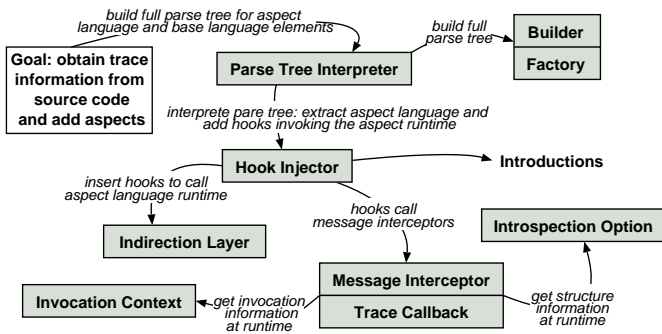 build full parse tree for aspect
language and base language elements
build full
parse tree
Builder
Factory
Goal: obtain trace
information from
source code
and add aspects
Parse Tree Interpreter
interprete pare tree: extract aspect language and
add hooks invoking the aspect runtime
Hook Injector
Introductions
insert hooks to call
aspect language runtime
hooks call
message interceptors
Indirection Layer
Introspection Option
Message Interceptor
Trace Callback
Invocation Context
get invocation
information
at runtime
get structure
information
at runtime